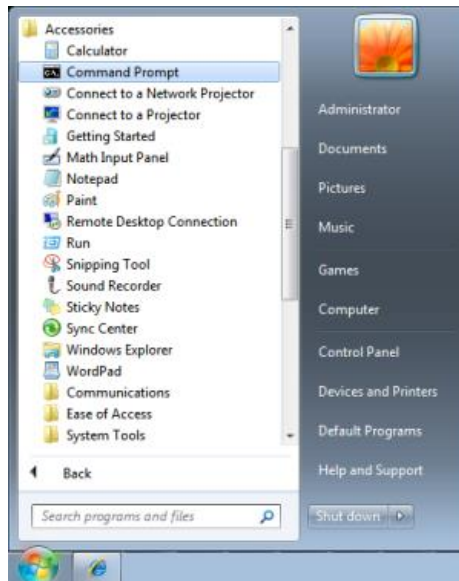 Accessories
Calculator
Command Prompt
Connect to a Network Projector
Connect to a Projector
Getting Started
Math Input Panel
Notepad
Paint
Remote Desktop Connection
Run
Snipping Tool
Sound Recorder
Sticky Notes
Sync Center
Windows Explorer
WordPad
Communications
Ease of Access
System Tools
Back
Search programs and files
Administrator
Documents
Pictures
Music
Games
Computer
Control Panel
Devices and Printers
Default Programs
Help and Support
Shut down